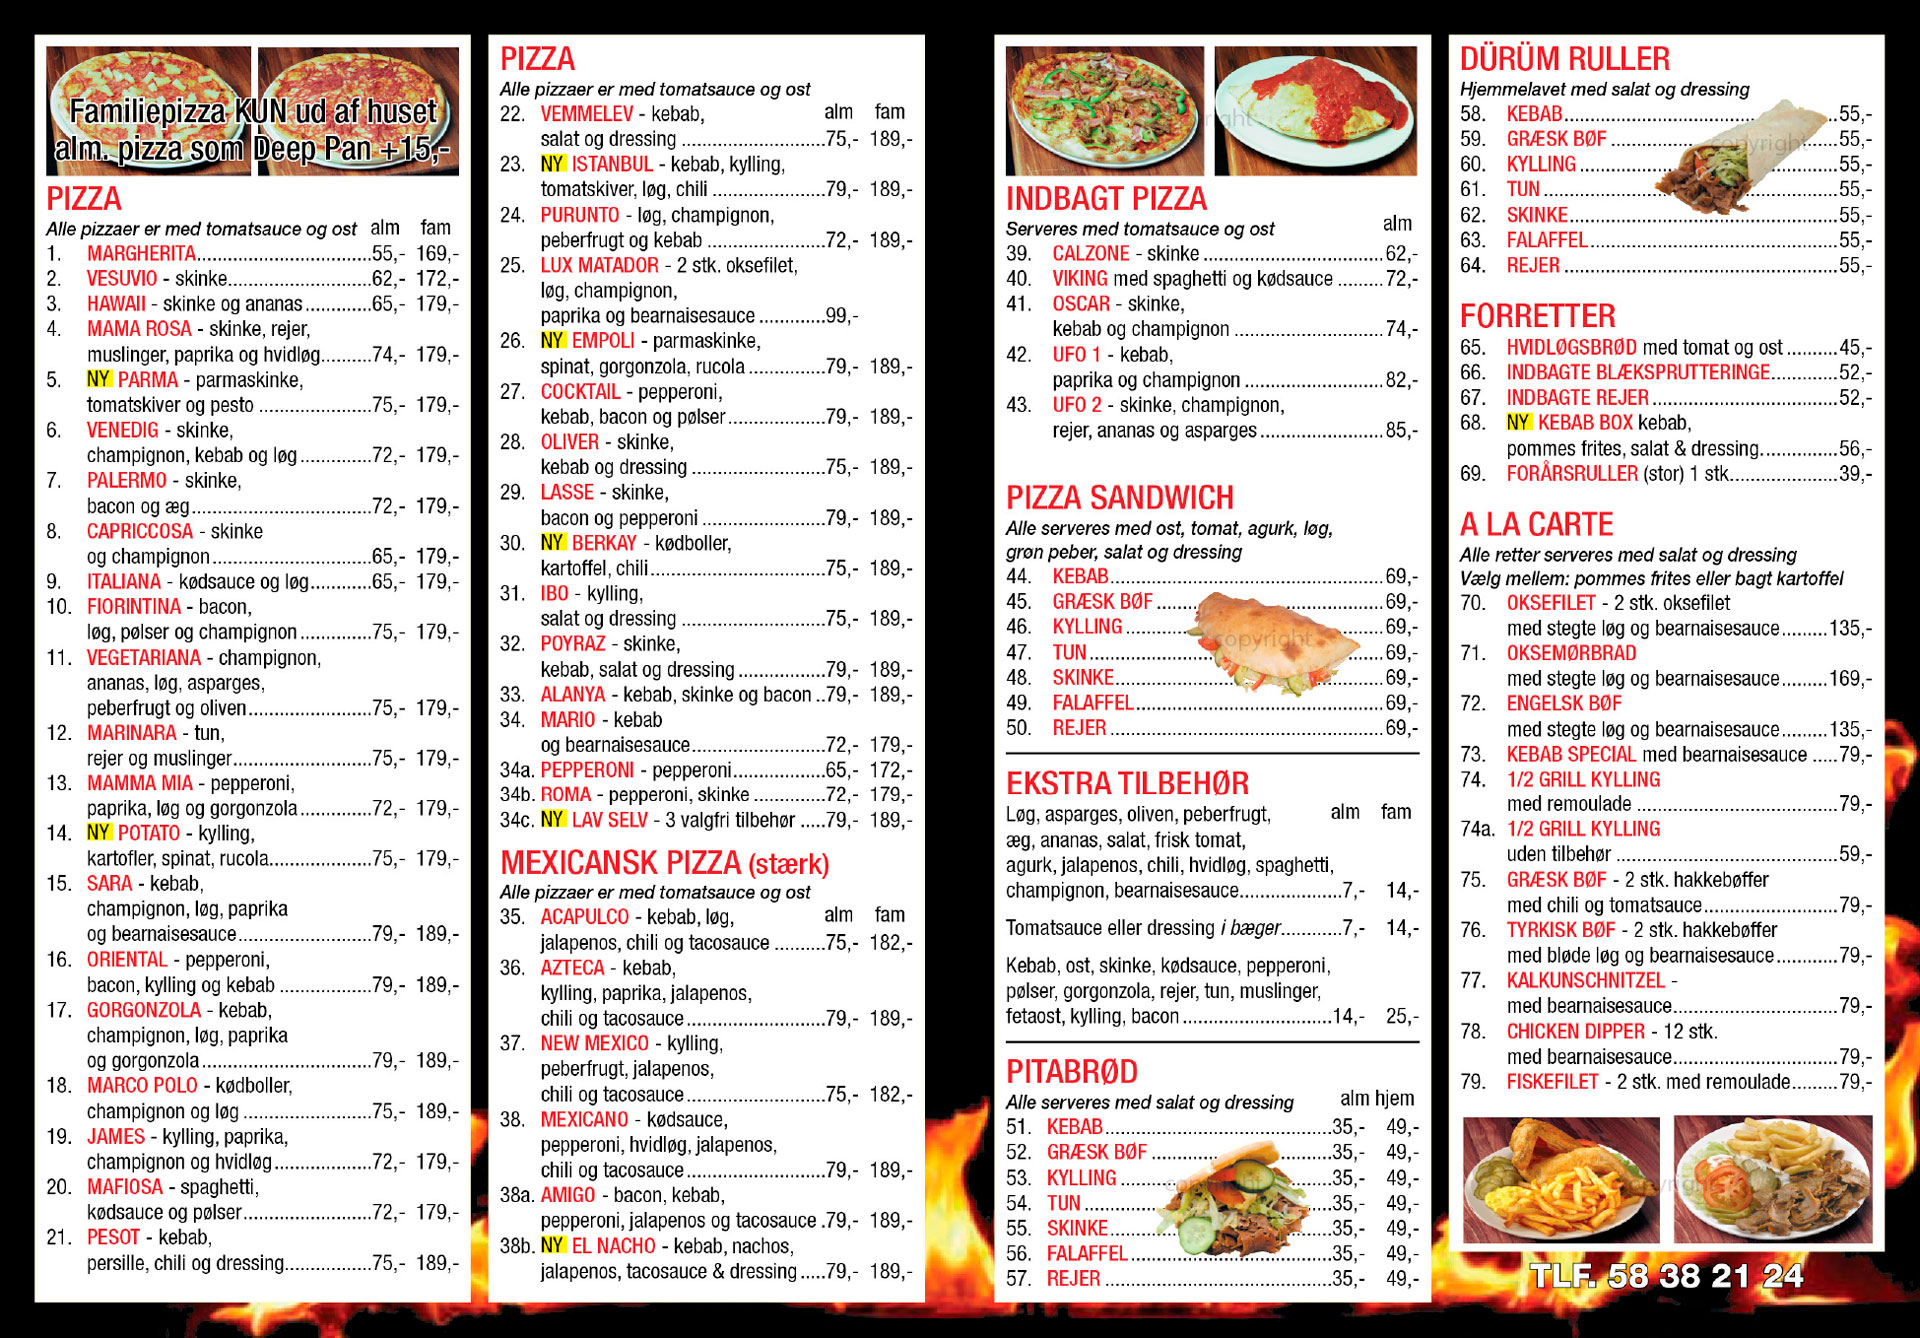 Familiepizza KUN ud af huset
alm. pizza som Deep Pan +15,-
PIZZA
Alle pizzaer er med tomatsauce og ost alm fam
1. MARGHERITA..........55,- 169,-
2. VESUVIO - skinke..........62,- 172,-
3. HAWAII - skinke og ananas..........65,- 179,-
4. MAMA ROSA - skinke, rejer,
muslinger, paprika og hvidløg..........74,- 179,-
5. NY PARMA - parmaskinke,
tomatskiver og pesto ..........75,- 179,-
6. VENEDIG - skinke,
champignon, kebab og løg..........72,- 179,-
7. PALERMO - skinke,
bacon og æg..........72,- 179,-
8. CAPRICCOSA - skinke
og champignon..........65,- 179,-
9. ITALIANA - kødsauce og løg..........65,- 179,-
10. FIORINTINA - bacon,
løg, pølser og champignon..........75,- 179,-
11. VEGETARIANA - champignon,
ananas, løg, asparges,
peberfrugt og oliven..........75,- 179,-
12. MARINARA - tun,
rejer og muslinger..........75,- 179,-
13. MAMMA MIA - pepperoni,
paprika, løg og gorgonzola..........72,- 179,-
14. NY POTATO - kylling,
kartofler, spinat, rucola..........75,- 179,-
15. SARA - kebab,
champignon, løg, paprika
og bearnaisesauce..........79,- 189,-
16. ORIENTAL - pepperoni,
bacon, kylling og kebab ..........79,- 189,-
17. GORGONZOLA - kebab,
champignon, løg, paprika
og gorgonzola..........79,- 189,-
18. MARCO POLO - kødboller,
champignon og løg ..........75,- 189,-
19. JAMES - kylling, paprika,
champignon og hvidløg..........72,- 179,-
20. MAFIOSA - spaghetti,
kødsauce og pølser..........72,- 179,-
21. PESOT - kebab,
persille, chili og dressing..........75,- 189,-
PIZZA
Alle pizzaer er med tomatsauce og ost
22. VEMMELEV - kebab, alm fam
salat og dressing..........75,- 189,-
23. NY ISTANBUL - kebab, kylling,
tomatskiver, løg, chili ..........79,- 189,-
24. PURUNTO - løg, champignon,
peberfrugt og kebab ..........72,- 189,-
25. LUX MATADOR - 2 stk. oksefilet,
løg, champignon,
paprika og bearnaisesauce ..........99,-
26. NY EMPOLI - parmaskinke,
spinat, gorgonzola, rucola ..........79,- 189,-
27. COCKTAIL - pepperoni,
kebab, bacon og pølser..........79,- 189,-
28. OLIVER - skinke,
kebab og dressing ..........75,- 189,-
29. LASSE - skinke,
bacon og pepperoni ..........79,- 189,-
30. NY BERKAY - kødboller,
kartoffel, chili..........75,- 189,-
31. IBO - kylling,
salat og dressing..........75,- 189,-
32. POYRAZ - skinke,
kebab, salat og dressing..........79,- 189,-
33. ALANYA - kebab, skinke og bacon ..79,- 189,-
34. MARIO - kebab
og bearnaisesauce..........72,- 179,-
34a. PEPPERONI - pepperoni..........65,- 172,-
34b. ROMA - pepperoni, skinke ..........72,- 179,-
34c. NY LAV SELV - 3 valgfri tilbehør .....79,- 189,-
MEXICANSK PIZZA (stærk)
Alle pizzaer er med tomatsauce og ost
35. ACAPULCO - kebab, løg, alm fam
jalapenos, chili og tacosauce ..........75,- 182,-
36. AZTECA - kebab,
kylling, paprika, jalapenos,
chili og tacosauce..........79,- 189,-
37. NEW MEXICO - kylling,
peberfrugt, jalapenos,
chili og tacosauce..........75,- 182,-
38. MEXICANO - kødsauce,
pepperoni, hvidløg, jalapenos,
chili og tacosauce..........79,- 189,-
38a. AMIGO - bacon, kebab,
pepperoni, jalapenos og tacosauce .79,- 189,-
38b. NY EL NACHO - kebab, nachos,
jalapenos, tacosauce & dressing .....79,- 189,-
INDBAGT PIZZA
Serveres med tomatsauce og ost alm
39. CALZONE - skinke ..........62,-
40. VIKING med spaghetti og kødsauce .........72,-
41. OSCAR - skinke,
kebab og champignon ..........74,-
42. UFO 1 - kebab,
paprika og champignon ..........82,-
43. UFO 2 - skinke, champignon,
rejer, ananas og asparges..........85,-
PIZZA SANDWICH
Alle serveres med ost, tomat, agurk, løg,
grøn peber, salat og dressing
44. KEBAB..........69,-
45. GRÆSK BØF..........69,-
46. KYLLING..........69,-
copyright
47. TUN..........69,-
48. SKINKE..........69,-
49. FALAFFEL..........69,-
50. REJER..........69,-
EKSTRA TILBEHØR
Løg, asparges, oliven, peberfrugt, alm fam
æg, ananas, salat, frisk tomat,
agurk, jalapenos, chili, hvidløg, spaghetti,
champignon, bearnaisesauce..........7,- 14,-
Tomatsauce eller dressing i bæger..........7,- 14,-
Kebab, ost, skinke, kødsauce, pepperoni,
pølser, gorgonzola, rejer, tun, muslinger,
fetaost, kylling, bacon..........14,- 25,-
PITABRØD
Alle serveres med salat og dressing alm hjem
51. KEBAB..........35,- 49,-
52. GRÆSK BØF..........35,- 49,-
53. KYLLING..........35,- 49,-
54. TUN..........35,- 49,-
55. SKINKE..........35,- 49,-
56. FALAFFEL..........35,- 49,-
57. REJER ..........35,- 49,-
DÜRÜM RULLER
Hjemmelavet med salat og dressing
58. KEBAB..........55,-
59. GRÆSK BØF ..........55,-
60. KYLLING..........55,-
61. TUN..........55,-
62. SKINKE..........55,-
63. FALAFFEL..........55,-
64. REJER..........55,-
FORRETTER
65. HVIDLØGSBRØD med tomat og ost ..........45,-
66. INDBAGTE BLÆKSPRUTTERINGE..........52,-
67. INDBAGTE REJER ..........52,-
68. NY KEBAB BOX kebab,
pommes frites, salat & dressing..........56,-
69. FORÅRSRULLER (stor) 1 stk..........39,-
A LA CARTE
Alle retter serveres med salat og dressing
Vælg mellem: pommes frites eller bagt kartoffel
70. OKSEFILET - 2 stk. oksefilet
med stegte løg og bearnaisesauce.........135,-
71. OKSEMØRBRAD
med stegte løg og bearnaisesauce.........169,-
72. ENGELSK BØF
med stegte løg og bearnaisesauce.........135,-
73. KEBAB SPECIAL med bearnaisesauce .....79,-
74. 1/2 GRILL KYLLING
med remoulade ..........79,-
74a. 1/2 GRILL KYLLING
uden tilbehør ..........59,-
75. GRÆSK BØF - 2 stk. hakkebøffer
med chili og tomatsauce..........79,-
76. TYRKISK BØF - 2 stk. hakkebøffer
med bløde løg og bearnaisesauce..........79,-
77. KALKUNSCHNITZEL -
med bearnaisesauce..........79,-
78. CHICKEN DIPPER - 12 stk.
med bearnaisesauce..........79,-
79. FISKEFILET - 2 stk. med remoulade.........79,-
TLF. 58 38 21 24